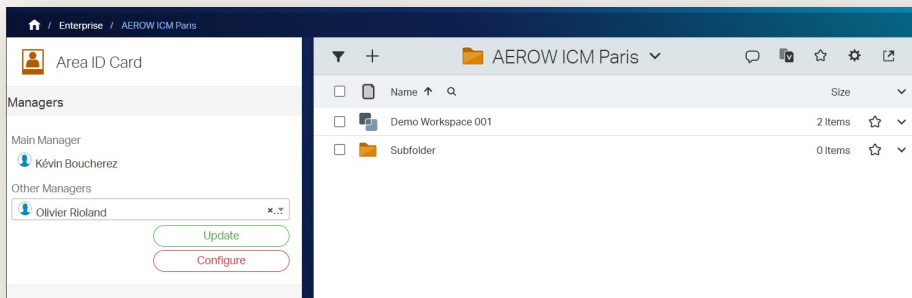 / Enterprise / AEROW ICM Paris
Area ID Card
Managers
Main Manager
Kévin Boucherez
Other Managers
Olivier Rioland
Update
Configure
AEROW ICM Paris
Name
Size
Demo Workspace 001
2 Items
Subfolder
0 Items